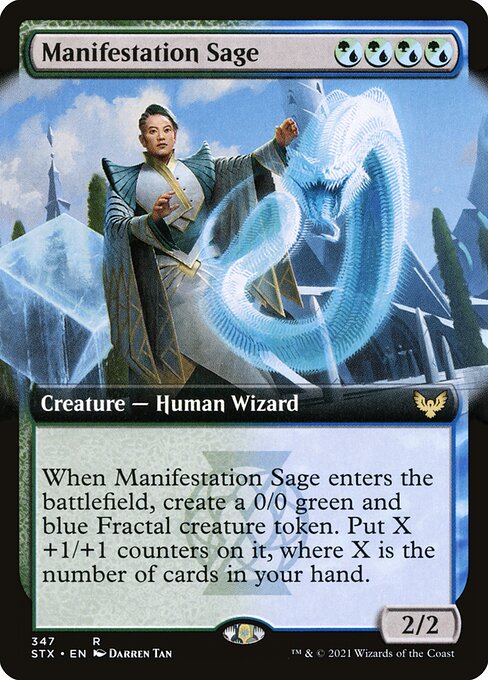 Manifestation Sage
Creature — Human Wizard
When Manifestation Sage enters the
battlefield, create a 0/0 green and
blue Fractal creature token. Put X
+1/+1 counters on it, where X is the
number of cards in your hand.
2/2
347 R
STX • EN DARREN TAN
™ & © 2021 Wizards of the Coast